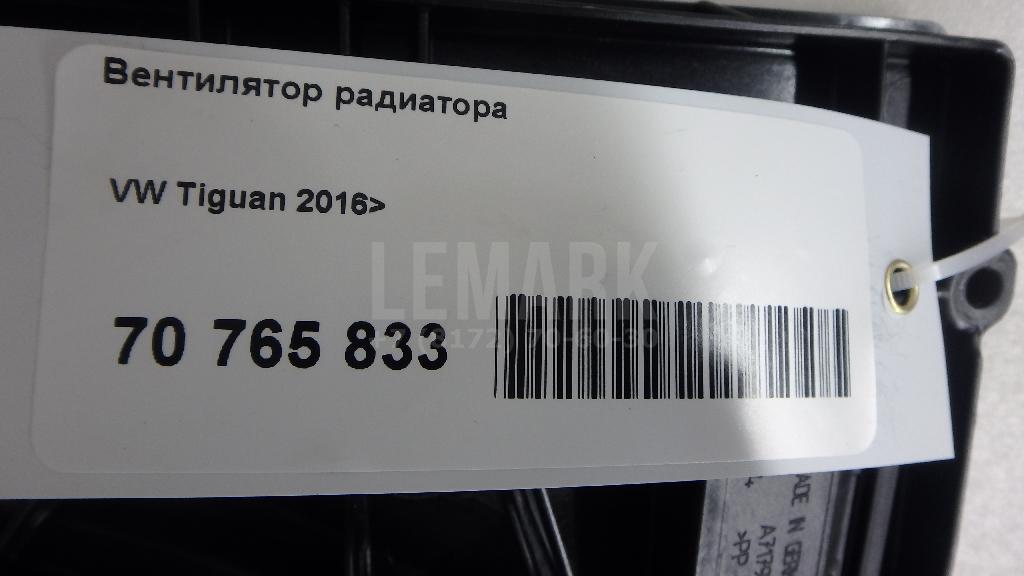 Вентилятор радиатора
VW Tiguan 2016>
LEMARK
70 765 833